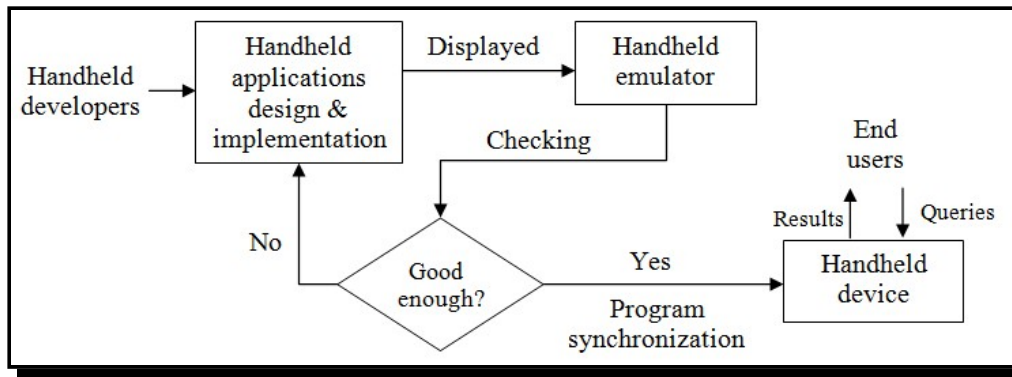 Handheld
developers
Handheld
applications
design &
implementation
Displayed
Handheld
emulator
Checking
Good
enough?
No
Yes
Program
synchronization
Handheld
device
Results
Queries
End
users